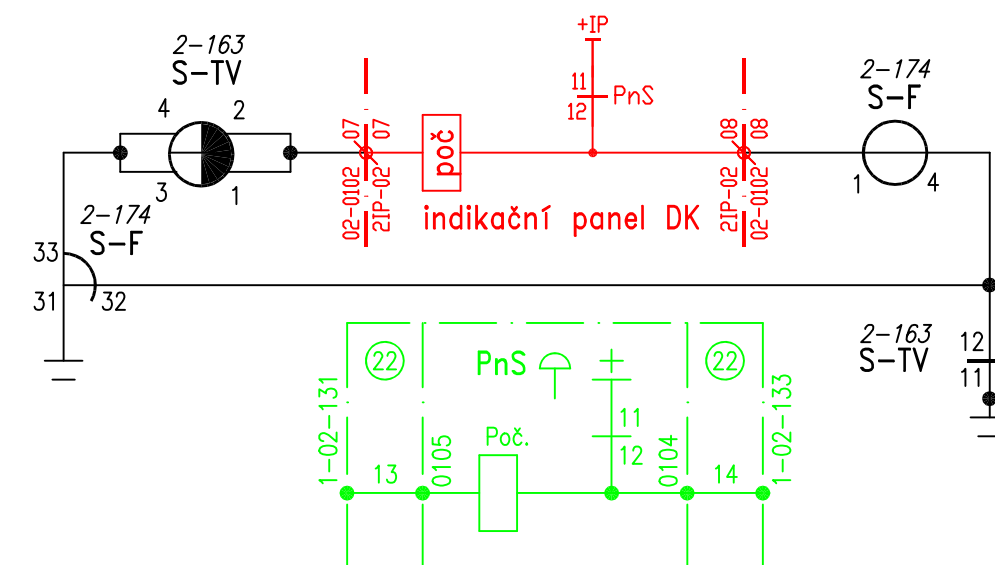 +IP
2-163
S-TV
4
2
3
1
07
07
02-0102
2IP-02
poč
11
12
PnS
08
08
2IP-02
02-0102
2-174
S-F
1
4
indikační panel DK
2-174
S-F
33
31
32
2-163
S-TV
12
11
22
PnS
+
22
1-02-131
13
0105
Poč.
11
12
0104
14
1-02-133